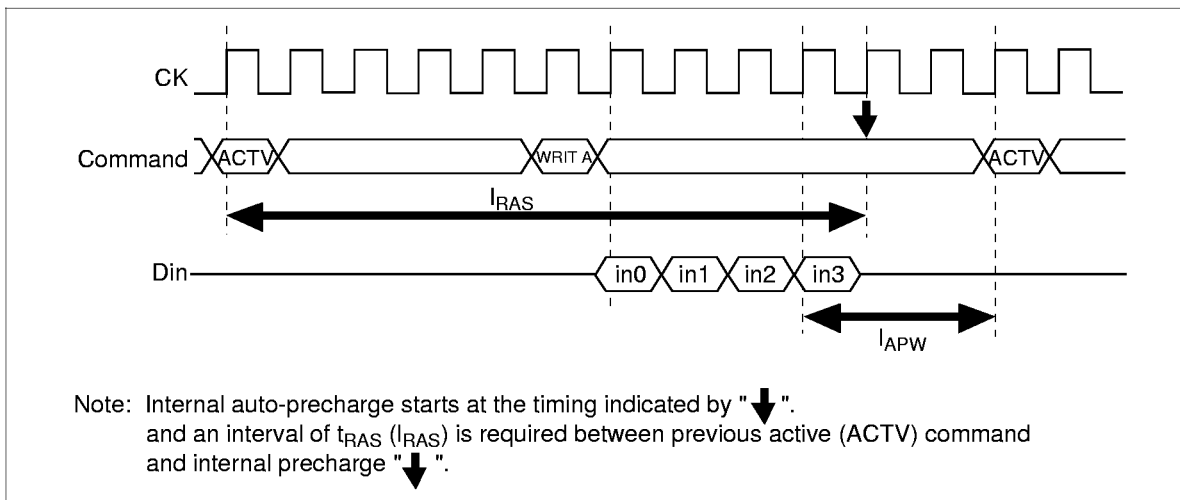 CK
Command ACTV WRIT A ACTV
lRAS
Din in0 in1 in2 in3
lAPW
Note: Internal auto-precharge starts at the timing indicated by " ".
and an interval of tRAS (lRAS) is required between previous active (ACTV) command
and internal precharge " ".